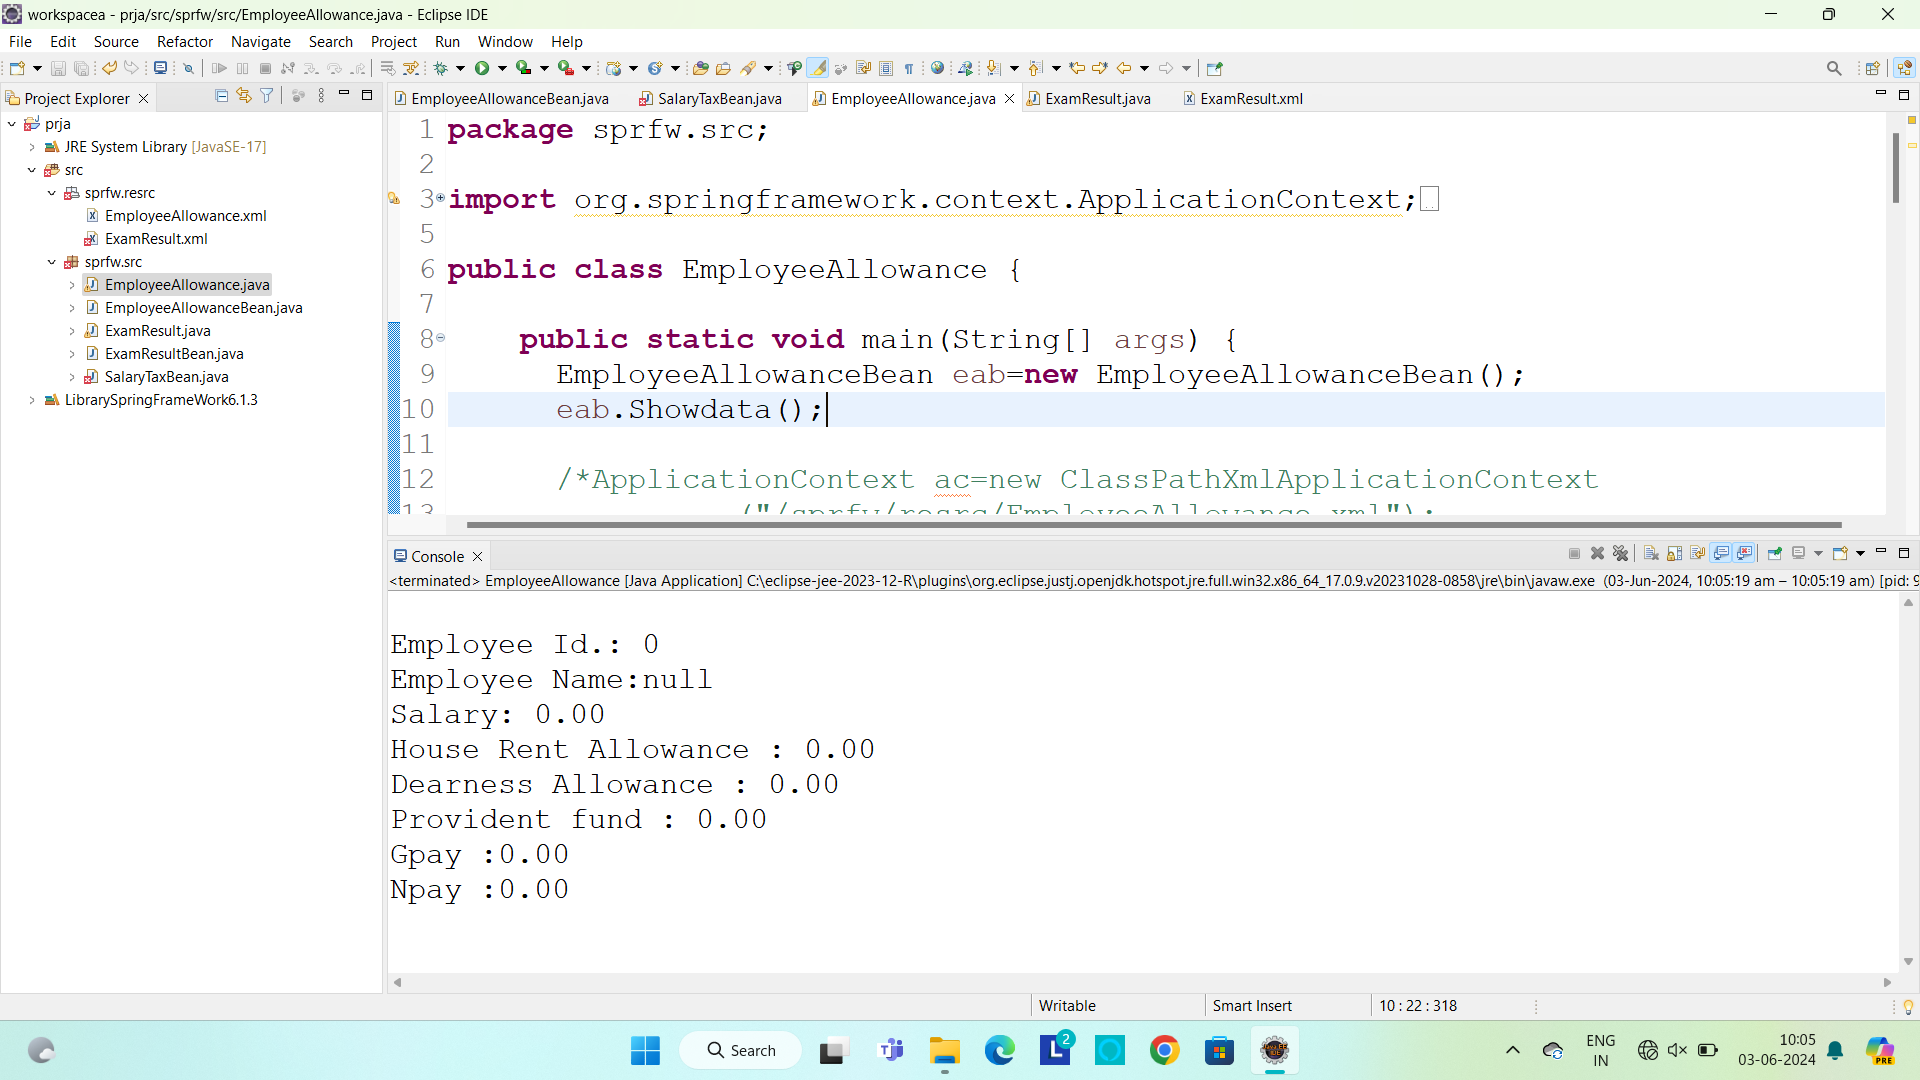 workspacea - prja/src/sprfw/src/EmployeeAllowance.java - Eclipse IDE
File Edit Source Refactor Navigate Search Project Run Window Help
Project Explorer
prja
JRE System Library [JavaSE-17]
src
sprfw.resrc
EmployeeAllowance.xml
ExamResult.xml
sprfw.src
EmployeeAllowance.java
EmployeeAllowanceBean.java
ExamResult.java
ExamResultBean.java
SalaryTaxBean.java
LibrarySpringFrameWork6.1.3
EmployeeAllowanceBean.java SalaryTaxBean.java EmployeeAllowance.java ExamResult.java ExamResult.xml
1 package sprfw.src;
2
3 import org.springframework.context.ApplicationContext;
5
6 public class EmployeeAllowance {
7
8 public static void main(String[] args) {
9 EmployeeAllowanceBean eab=new EmployeeAllowanceBean();
10 eab.Showdata();
11
12 /*ApplicationContext ac=new ClassPathXmlApplicationContext
13 ("/sprfw/resrc/EmployeeAllowance.xml");
Console
<terminated> EmployeeAllowance [Java Application] C:\eclipse-jee-2023-12-R\plugins\org.eclipse.justj.openjdk.hotspot.jre.full.win32.x86_64_17.0.9.v20231028-0858\jre\bin\javaw.exe (03-Jun-2024, 10:05:19 am – 10:05:19 am) [pid: 9
Employee Id.: 0
Employee Name:null
Salary: 0.00
House Rent Allowance : 0.00
Dearness Allowance : 0.00
Provident fund : 0.00
Gpay :0.00
Npay :0.00
Writable Smart Insert 10 : 22 : 318
Search
2
ENG
IN
10:05
03-06-2024
PRE